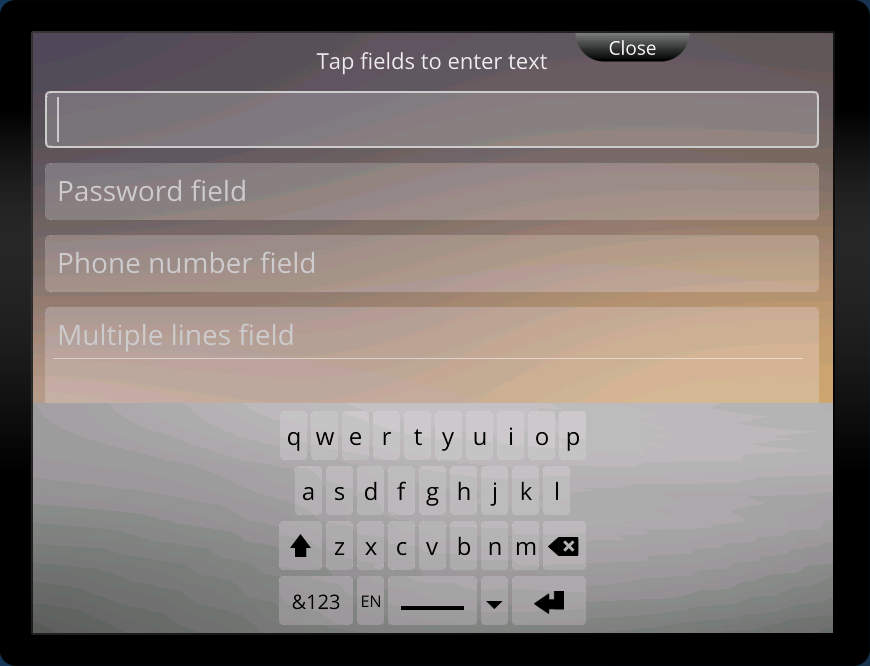 Close
Tap fields to enter text
Password field
Phone number field
Multiple lines field
q w e r t y u i o p
a s d f g h j k l
z x c v b n m
&123 EN